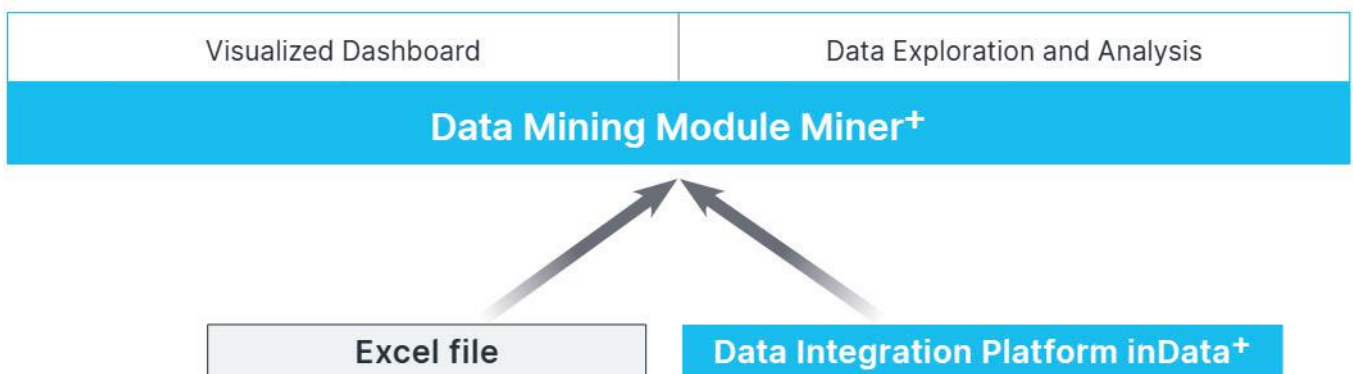 Visualized Dashboard
Data Exploration and Analysis
Data Mining Module Miner⁺
Excel file
Data Integration Platform inData⁺